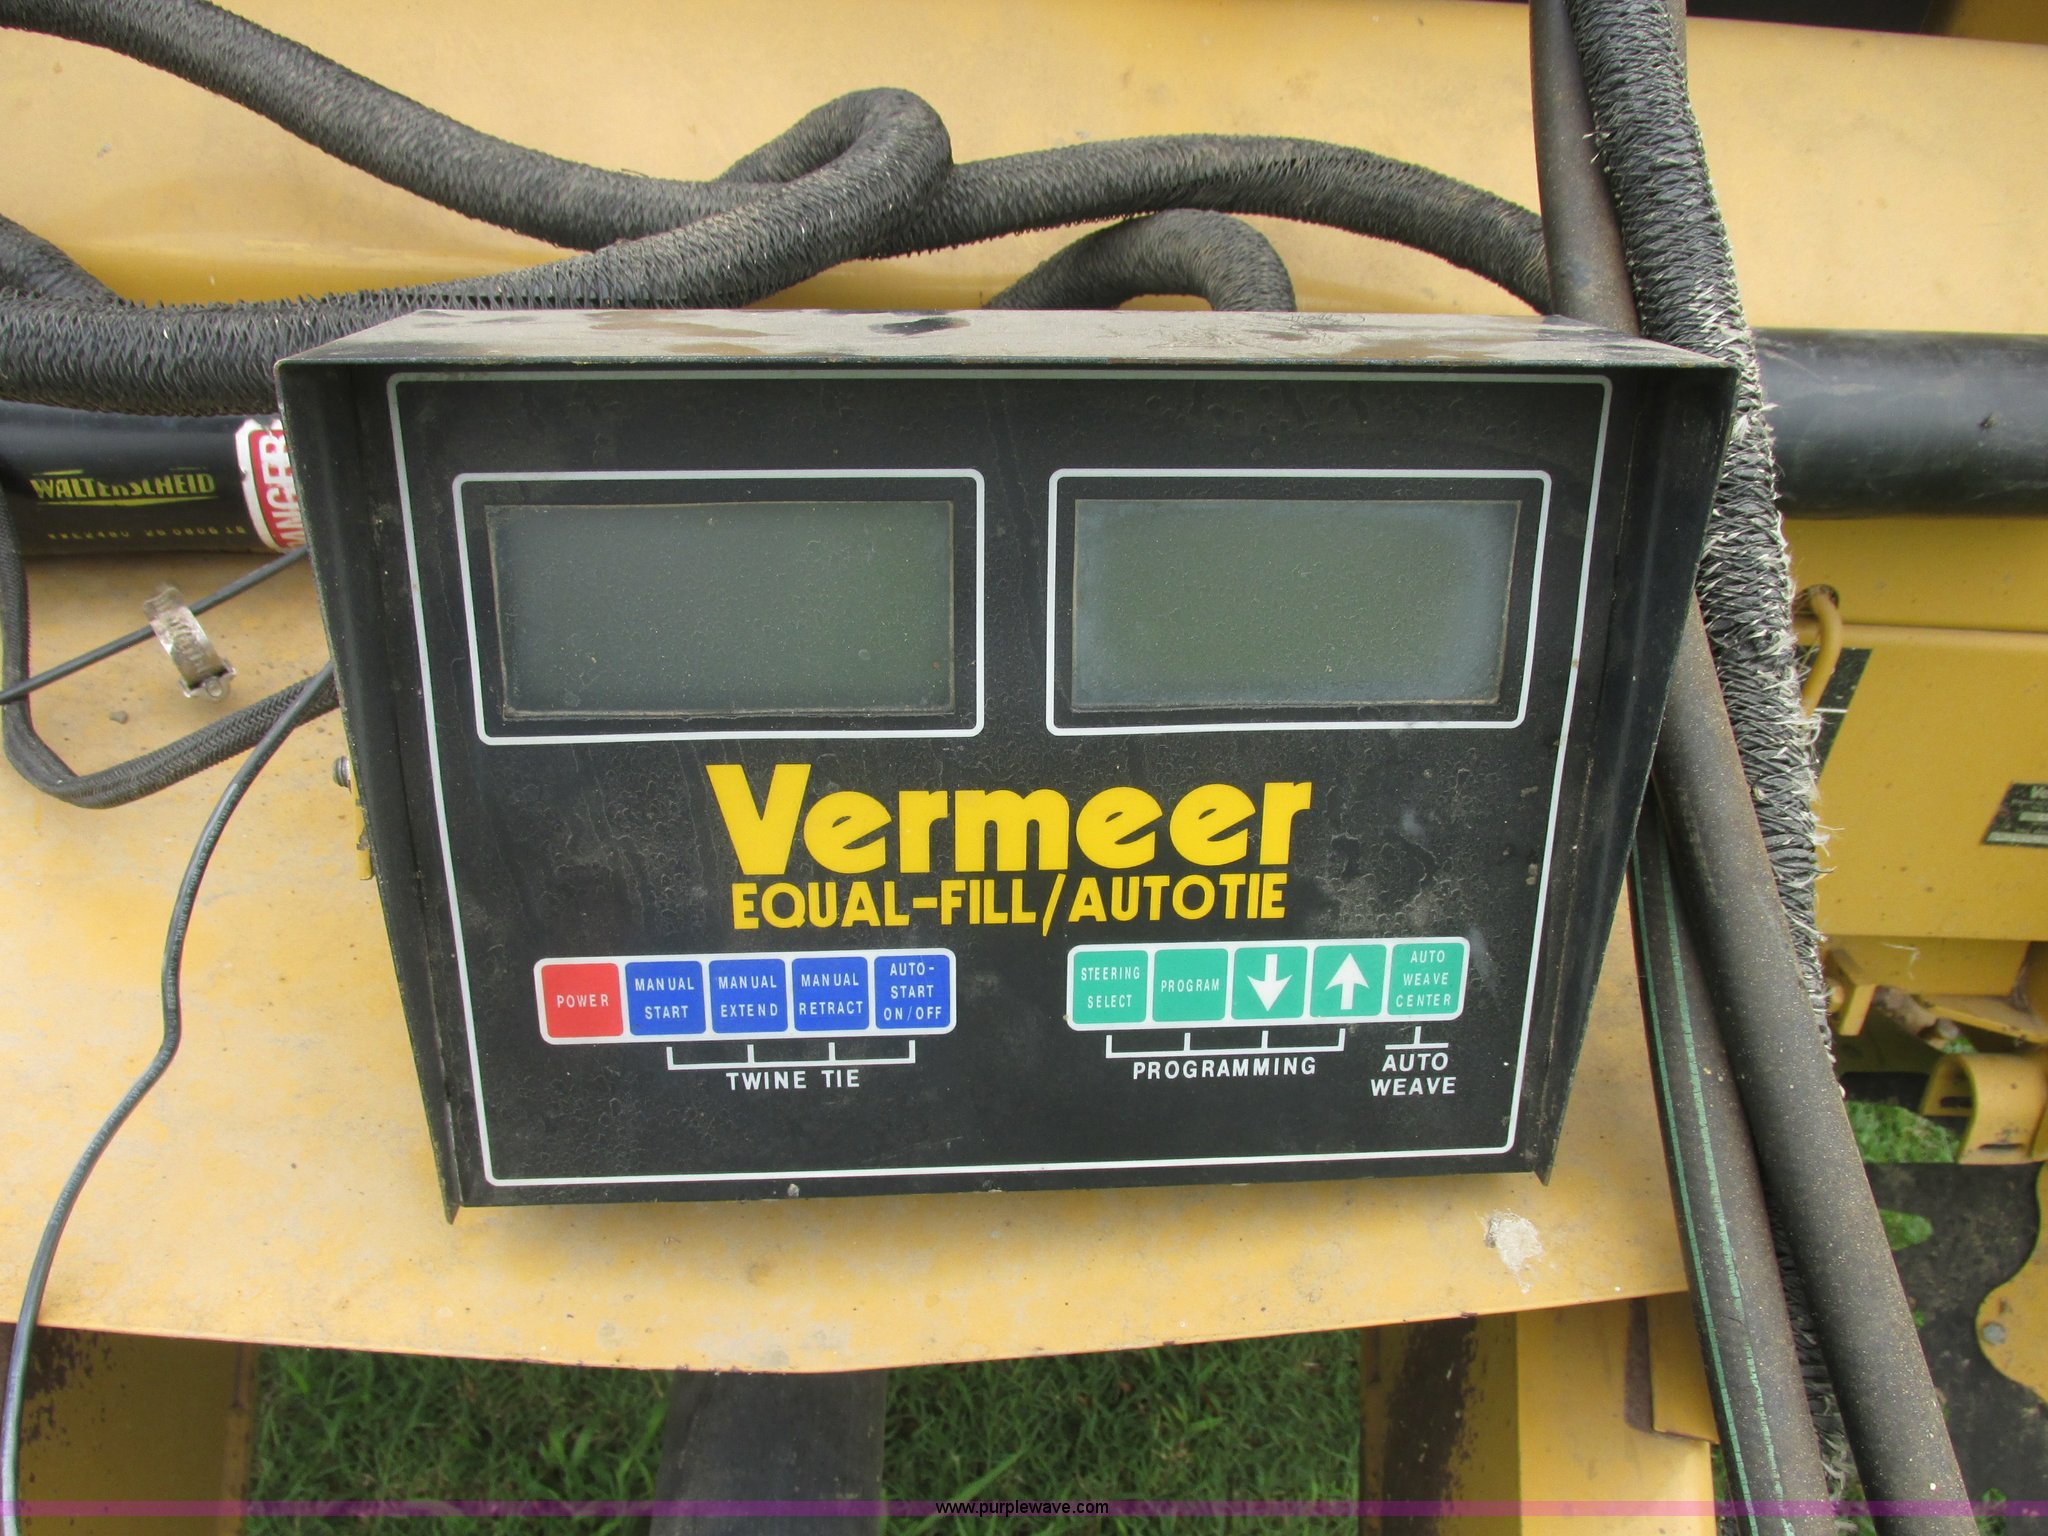 WALTERSCHEID
DANGER
Vermeer
EQUAL-FILL/AUTOTIE
POWER
MANUAL
START
MANUAL
EXTEND
MANUAL
RETRACT
AUTO-
START
ON/OFF
TWINE TIE
STEERING
SELECT
PROGRAM
AUTO
WEAVE
CENTER
PROGRAMMING
AUTO
WEAVE
www.purplewave.com